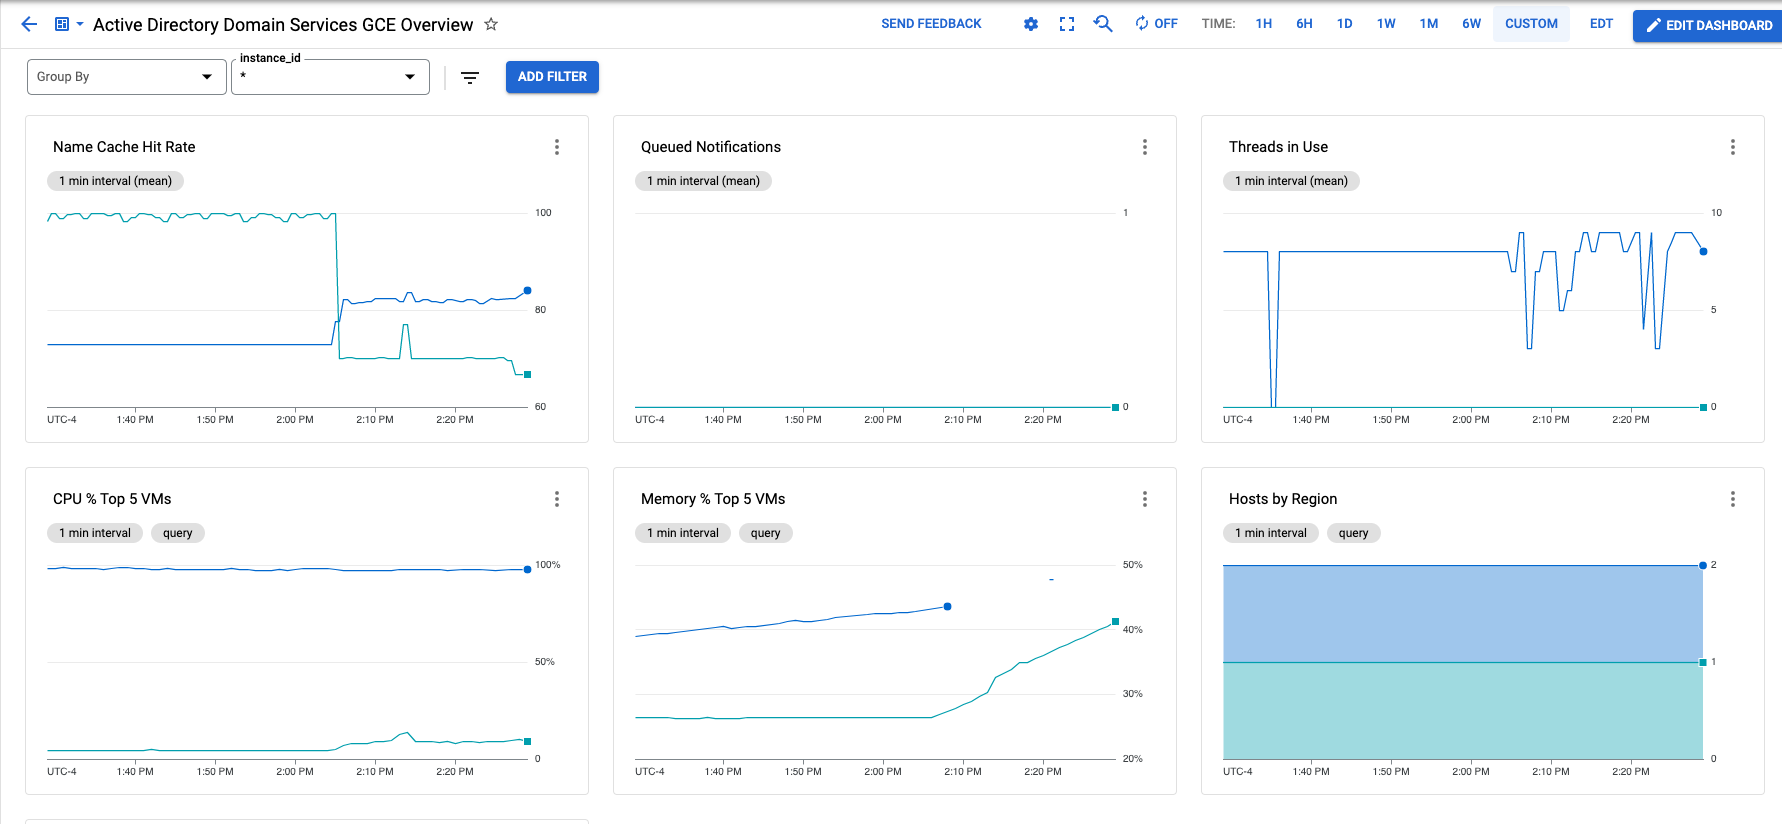 Active Directory Domain Services GCE Overview
SEND FEEDBACK
OFF
TIME:
1H
6H
1D
1W
1M
6W
CUSTOM
EDT
EDIT DASHBOARD
Group By
instance_id
*
ADD FILTER
Name Cache Hit Rate
1 min interval (mean)
100
80
60
UTC-4
1:40 PM
1:50 PM
2:00 PM
2:10 PM
2:20 PM
Queued Notifications
1 min interval (mean)
1
0
UTC-4
1:40 PM
1:50 PM
2:00 PM
2:10 PM
2:20 PM
Threads in Use
1 min interval (mean)
10
5
0
UTC-4
1:40 PM
1:50 PM
2:00 PM
2:10 PM
2:20 PM
CPU % Top 5 VMs
1 min interval
query
100%
50%
0
UTC-4
1:40 PM
1:50 PM
2:00 PM
2:10 PM
2:20 PM
Memory % Top 5 VMs
1 min interval
query
50%
40%
30%
20%
UTC-4
1:40 PM
1:50 PM
2:00 PM
2:10 PM
2:20 PM
Hosts by Region
1 min interval
query
2
1
0
UTC-4
1:40 PM
1:50 PM
2:00 PM
2:10 PM
2:20 PM